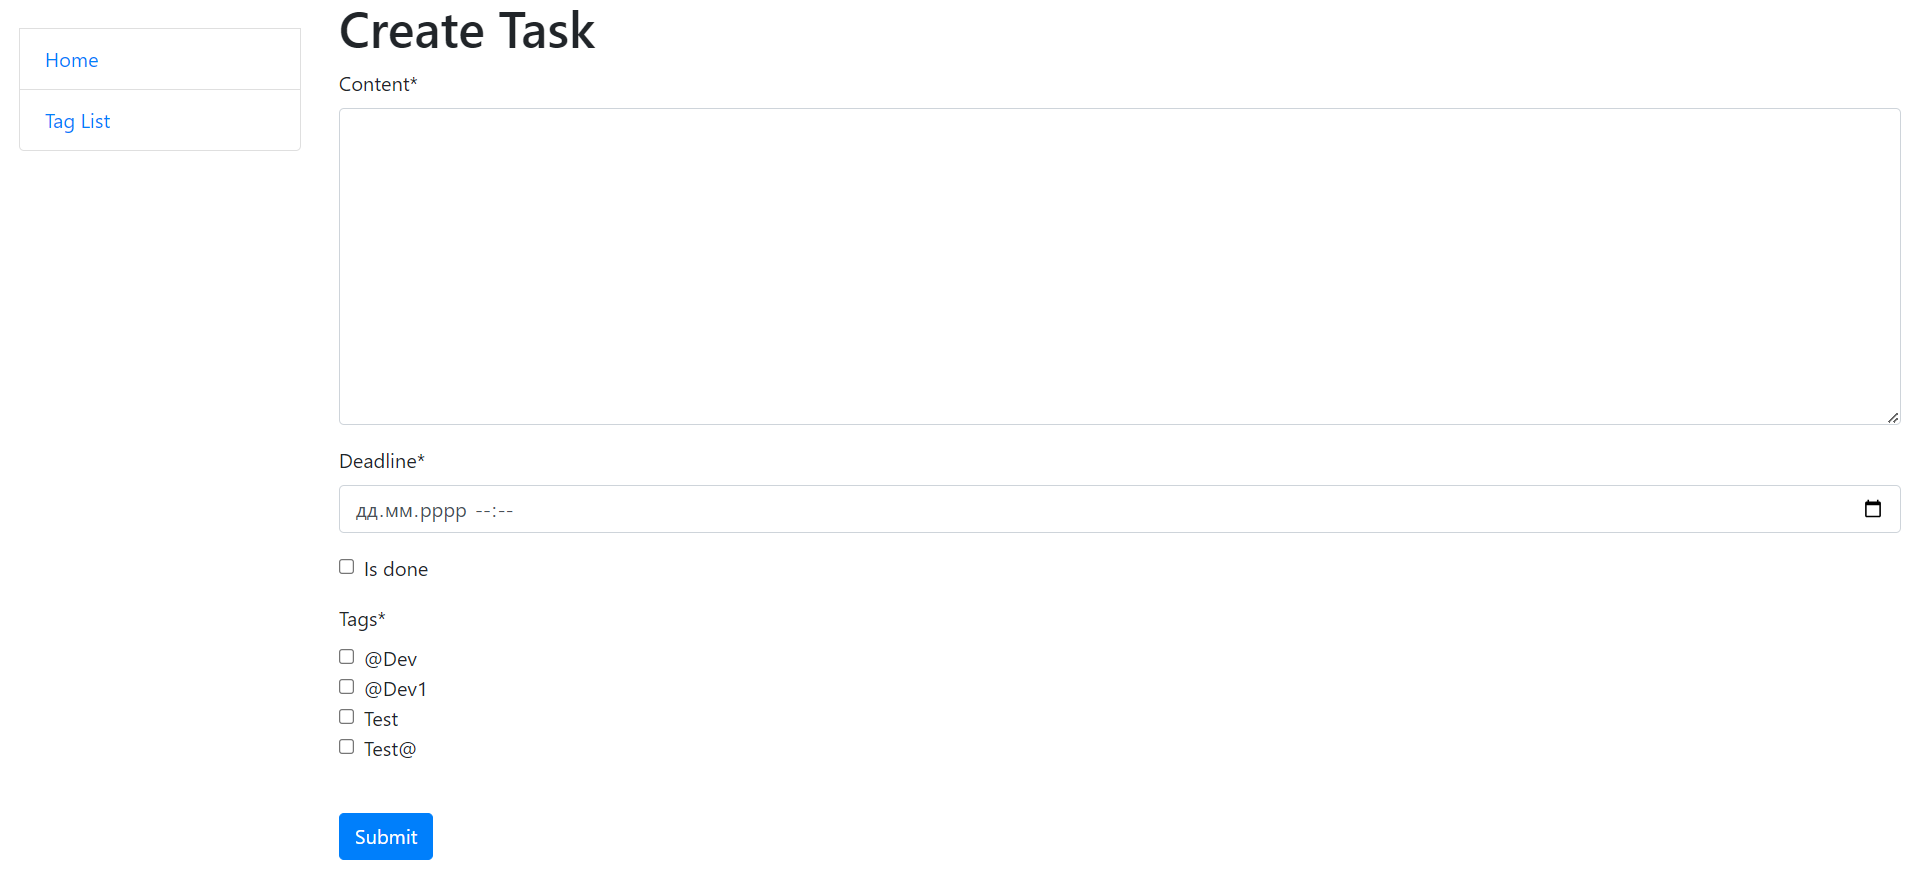 Home
Tag List
Create Task
Content*
Deadline*
дд.мм.рррр --:--
Is done
Tags*
@Dev
@Dev1
Test
Test@
Submit